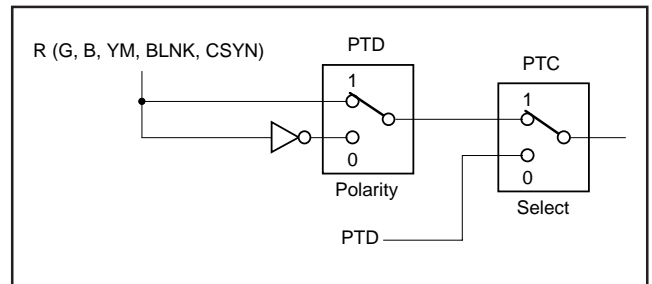 R (G, B, YM, BLNK, CSYN)
PTD
1
0
Polarity
PTC
1
0
Select
PTD